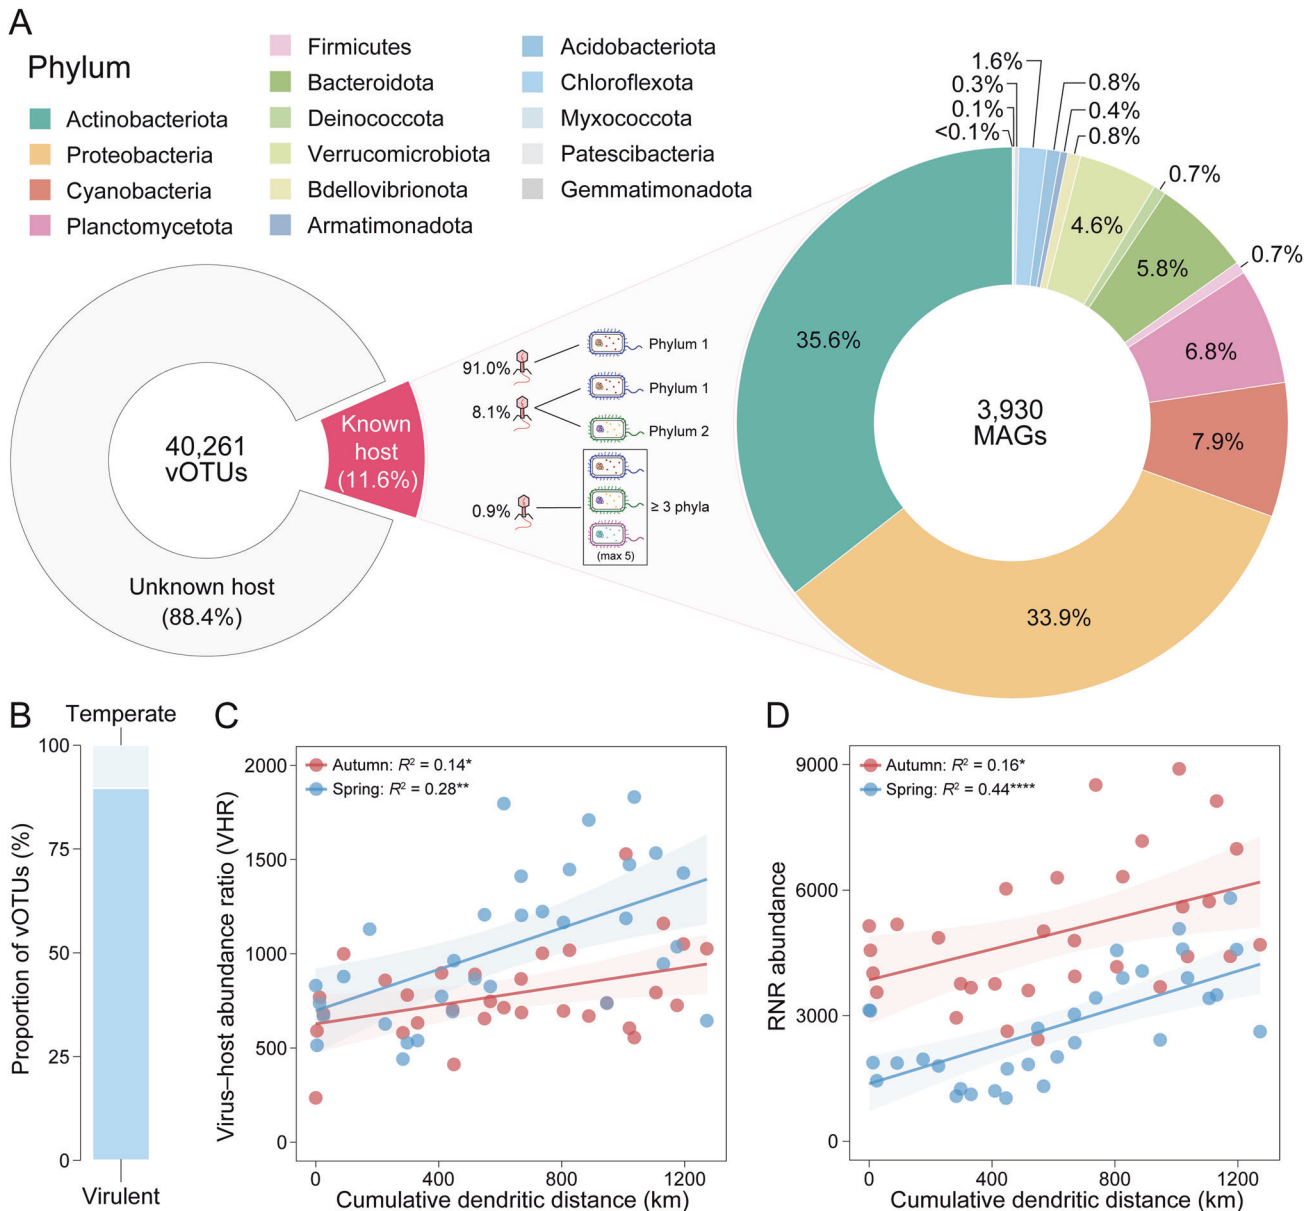 A
Phylum
Actinobacteriota
Proteobacteria
Cyanobacteria
Planctomycetota
Firmicutes
Bacteroidota
Deinococcota
Verrucomicrobiota
Bdellovibrionota
Armatimonadota
Acidobacteriota
Chloroflexota
Myxococcota
Patescibacteria
Gemmatimonadota
40,261
vOTUs
Known
host
(11.6%)
Unknown host
(88.4%)
91.0%
Phylum 1
8.1%
Phylum 1
Phylum 2
0.9%
≥ 3 phyla
(max 5)
1.6%
0.3%
0.1%
<0.1%
0.8%
0.4%
0.8%
4.6%
0.7%
5.8%
0.7%
6.8%
7.9%
33.9%
35.6%
3,930
MAGs
B
Temperate
100
75
50
25
0
Proportion of vOTUs (%)
Virulent
C
Autumn: R² = 0.14*
Spring: R² = 0.28**
2000
1500
1000
500
0
Virus–host abundance ratio (VHR)
0
400
800
1200
Cumulative dendritic distance (km)
D
Autumn: R² = 0.16*
Spring: R² = 0.44****
9000
6000
3000
0
RNR abundance
0
400
800
1200
Cumulative dendritic distance (km)